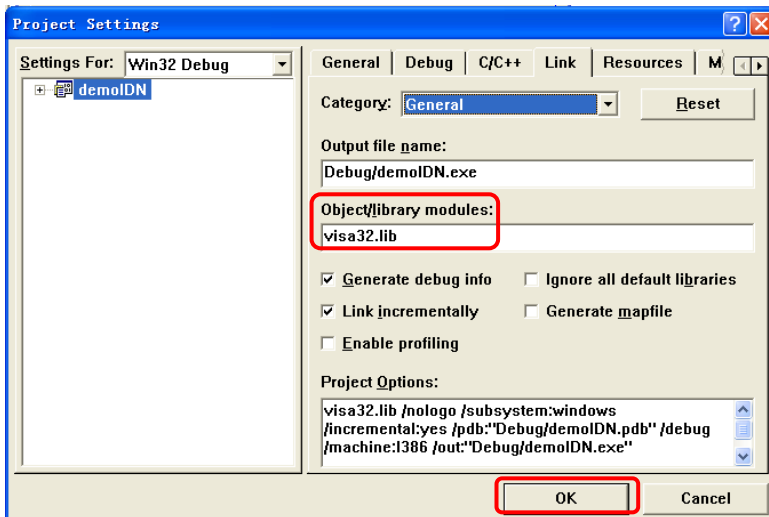 Project Settings
Settings For: Win32 Debug
demoIDN
General Debug C/C++ Link Resources M
Category: General Reset
Output file name:
Debug/demoIDN.exe
Object/library modules:
visa32.lib
Generate debug info Ignore all default libraries
Link incrementally Generate mapfile
Enable profiling
Project Options:
visa32.lib /nologo /subsystem:windows
/incremental:yes /pdb:"Debug/demoIDN.pdb" /debug
/machine:I386 /out:"Debug/demoIDN.exe"
OK Cancel